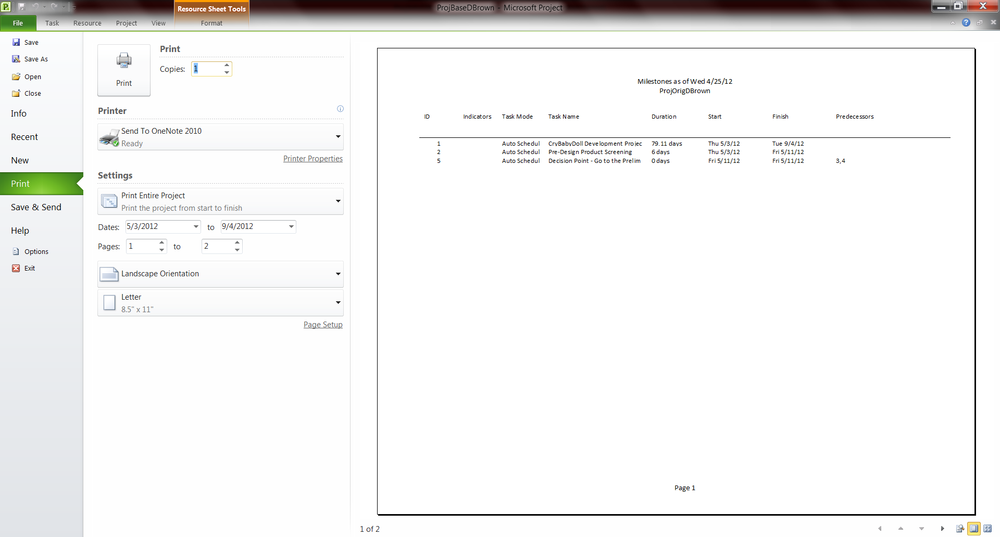 Resource Sheet Tools
ProjBaseDBrown - Microsoft Project
File Task Resource Project View Format
Save
Save As
Open
Close
Info
Recent
New
Print
Save & Send
Help
Options
Exit
Print
Print
Copies: 1
Printer
Send To OneNote 2010
Ready
Printer Properties
Settings
Print Entire Project
Print the project from start to finish
Dates: 5/3/2012 to 9/4/2012
Pages: 1 to 2
Landscape Orientation
Letter
8.5" x 11"
Page Setup
Milestones as of Wed 4/25/12
ProjOrigDBrown
ID Indicators Task Mode Task Name Duration Start Finish Predecessors
1 Auto Schedul CryBabyDoll Development Projec 79.11 days Thu 5/3/12 Tue 9/4/12
2 Auto Schedul Pre-Design Product Screening 6 days Thu 5/3/12 Fri 5/11/12
5 Auto Schedul Decision Point - Go to the Prelim 0 days Fri 5/11/12 Fri 5/11/12 3,4
Page 1
1 of 2